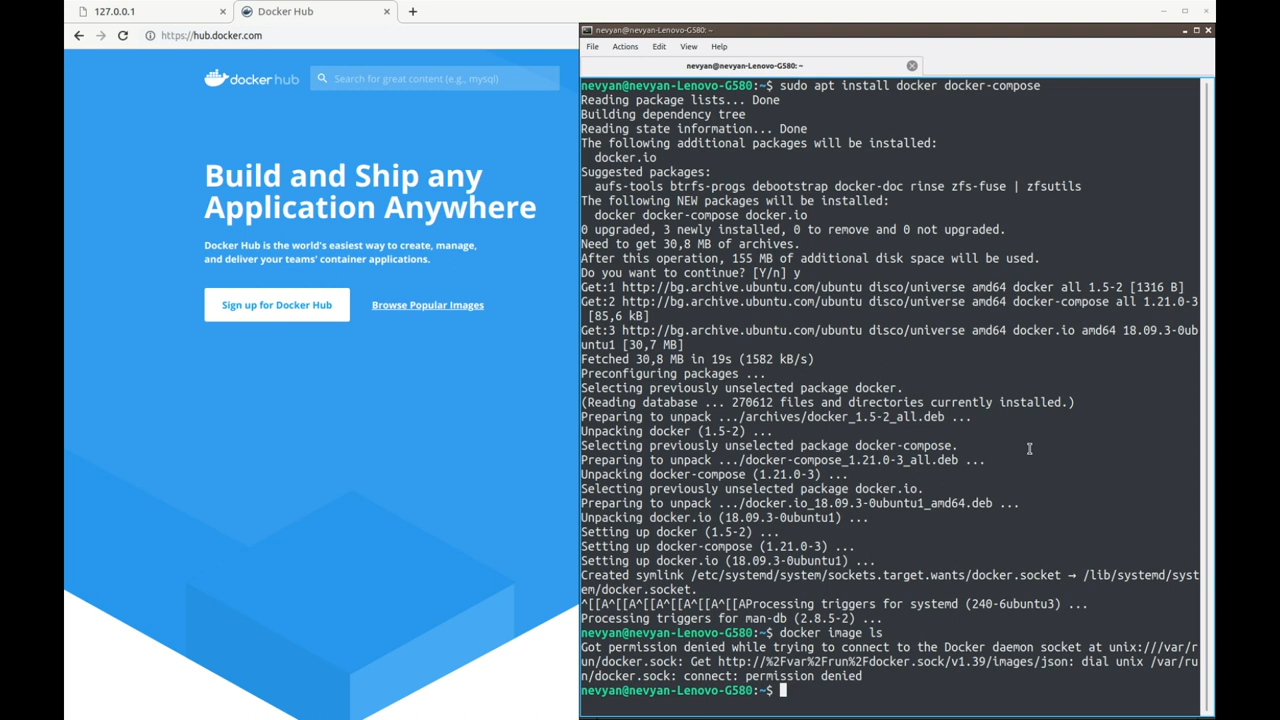 127.0.0.1
Docker Hub
https://hub.docker.com
docker hub
Search for great content (e.g., mysql)
Build and Ship any
Application Anywhere
Docker Hub is the world's easiest way to create, manage,
and deliver your teams' container applications.
Sign up for Docker Hub
Browse Popular Images
nevyan@nevyan-Lenovo-G580: ~
File Actions Edit View Help
nevyan@nevyan-Lenovo-G580: ~
nevyan@nevyan-Lenovo-G580:~$ sudo apt install docker docker-compose
Reading package lists... Done
Building dependency tree
Reading state information... Done
The following additional packages will be installed:
docker.io
Suggested packages:
aufs-tools btrfs-progs debootstrap docker-doc rinse zfs-fuse | zfsutils
The following NEW packages will be installed:
docker docker-compose docker.io
0 upgraded, 3 newly installed, 0 to remove and 0 not upgraded.
Need to get 30,8 MB of archives.
After this operation, 155 MB of additional disk space will be used.
Do you want to continue? [Y/n] y
Get:1 http://bg.archive.ubuntu.com/ubuntu disco/universe amd64 docker all 1.5-2 [1316 B]
Get:2 http://bg.archive.ubuntu.com/ubuntu disco/universe amd64 docker-compose all 1.21.0-3
[85,6 kB]
Get:3 http://bg.archive.ubuntu.com/ubuntu disco/universe amd64 docker.io amd64 18.09.3-0ub
untu1 [30,7 MB]
Fetched 30,8 MB in 19s (1582 kB/s)
Preconfiguring packages ...
Selecting previously unselected package docker.
(Reading database ... 270612 files and directories currently installed.)
Preparing to unpack .../archives/docker_1.5-2_all.deb ...
Unpacking docker (1.5-2) ...
Selecting previously unselected package docker-compose.
Preparing to unpack .../docker-compose_1.21.0-3_all.deb ...
Unpacking docker-compose (1.21.0-3) ...
Selecting previously unselected package docker.io.
Preparing to unpack .../docker.io_18.09.3-0ubuntu1_amd64.deb ...
Unpacking docker.io (18.09.3-0ubuntu1) ...
Setting up docker (1.5-2) ...
Setting up docker-compose (1.21.0-3) ...
Setting up docker.io (18.09.3-0ubuntu1) ...
Created symlink /etc/systemd/system/sockets.target.wants/docker.socket → /lib/systemd/syst
em/docker.socket.
^[[A^[[A^[[A^[[A^[[A^[[AProcessing triggers for systemd (240-6ubuntu3) ...
Processing triggers for man-db (2.8.5-2) ...
nevyan@nevyan-Lenovo-G580:~$ docker image ls
Got permission denied while trying to connect to the Docker daemon socket at unix:///var/r
un/docker.sock: Get http://%2Fvar%2Frun%2Fdocker.sock/v1.39/images/json: dial unix /var/ru
n/docker.sock: connect: permission denied
nevyan@nevyan-Lenovo-G580:~$